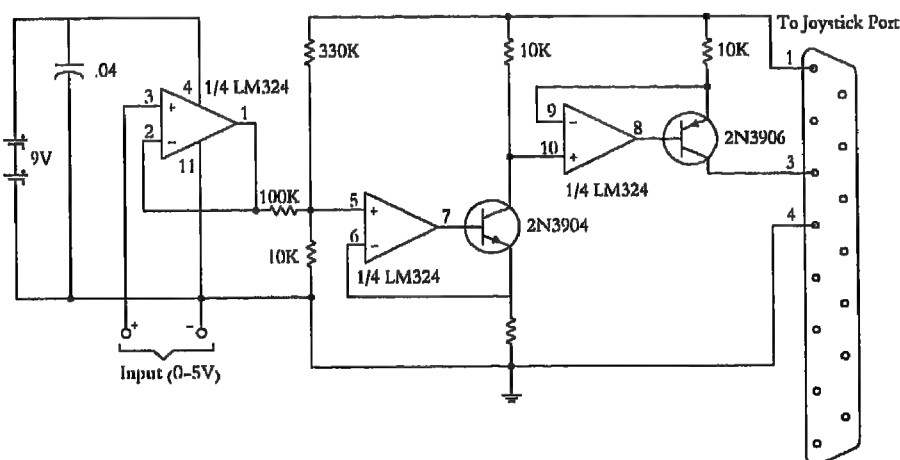 To Joystick Port
330K
10K
10K
1
.04
4
1/4 LM324
3
+
1
2
−
9
−
8
2N3906
10
+
9V
11
3
1/4 LM324
100K
5
+
7
4
2N3904
6
−
10K
1/4 LM324
+
−
Input (0–5V)